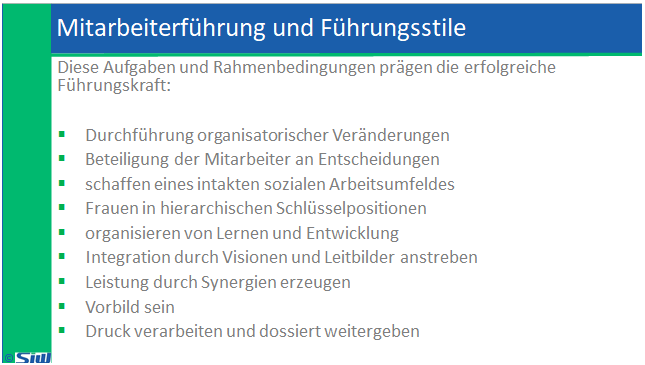 Mitarbeiterführung und Führungsstile
Diese Aufgaben und Rahmenbedingungen prägen die erfolgreiche
Führungskraft:
Durchführung organisatorischer Veränderungen
Beteiligung der Mitarbeiter an Entscheidungen
schaffen eines intakten sozialen Arbeitsumfeldes
Frauen in hierarchischen Schlüsselpositionen
organisieren von Lernen und Entwicklung
Integration durch Visionen und Leitbilder anstreben
Leistung durch Synergien erzeugen
Vorbild sein
Druck verarbeiten und dossiert weitergeben
©